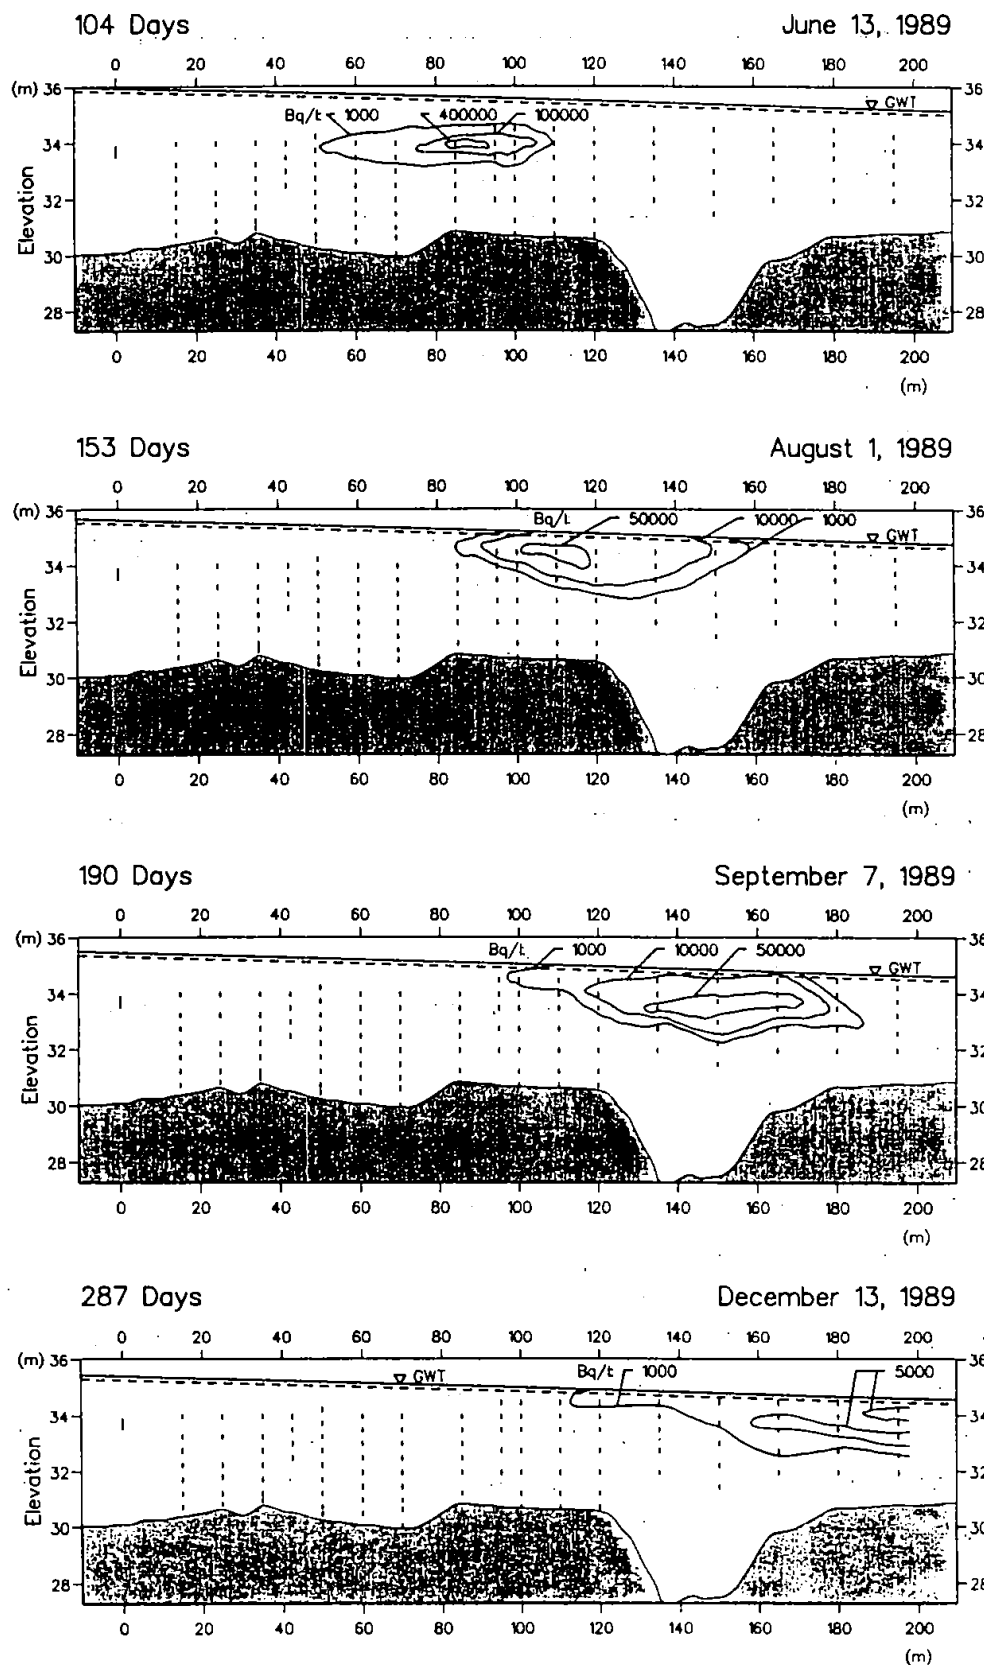 104 Days June 13, 1989
0 20 40 60 80 100 120 140 160 180 200
(m) 36 36
Bq/t 1000 400000 100000 GWT
34 34
32 32
Elevation
30 30
28 28
0 20 40 60 80 100 120 140 160 180 200
(m)
153 Days August 1, 1989
0 20 40 60 80 100 120 140 160 180 200
(m) 36 36
Bq/t 50000 10000 1000 GWT
34 34
32 32
Elevation
30 30
28 28
0 20 40 60 80 100 120 140 160 180 200
(m)
190 Days September 7, 1989
0 20 40 60 80 100 120 140 160 180 200
(m) 36 36
Bq/t 1000 10000 50000 GWT
34 34
32 32
Elevation
30 30
28 28
0 20 40 60 80 100 120 140 160 180 200
(m)
287 Days December 13, 1989
0 20 40 60 80 100 120 140 160 180 200
(m) 36 36
GWT Bq/t 1000 5000
34 34
32 32
Elevation
30 30
28 28
0 20 40 60 80 100 120 140 160 180 200
(m)